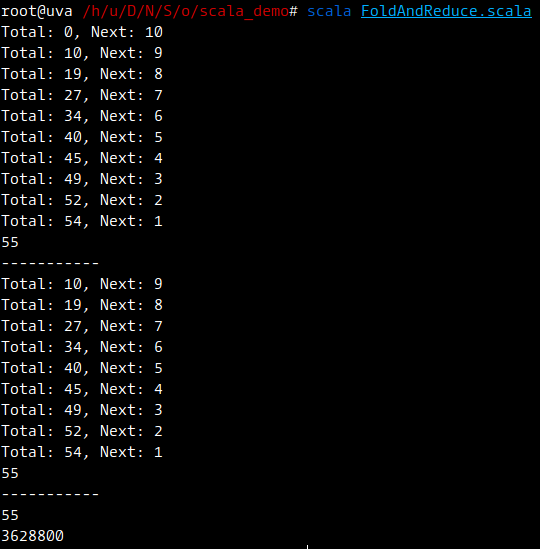 root@uva /h/u/D/N/S/o/scala_demo# scala FoldAndReduce.scala
Total: 0, Next: 10
Total: 10, Next: 9
Total: 19, Next: 8
Total: 27, Next: 7
Total: 34, Next: 6
Total: 40, Next: 5
Total: 45, Next: 4
Total: 49, Next: 3
Total: 52, Next: 2
Total: 54, Next: 1
55
-----------
Total: 10, Next: 9
Total: 19, Next: 8
Total: 27, Next: 7
Total: 34, Next: 6
Total: 40, Next: 5
Total: 45, Next: 4
Total: 49, Next: 3
Total: 52, Next: 2
Total: 54, Next: 1
55
-----------
55
3628800